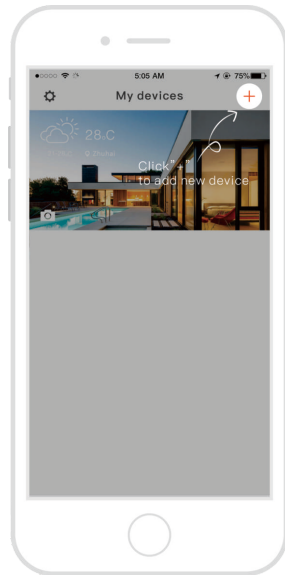 5:05 AM
75%
My devices
+
28.C
Click"+"
to add new device